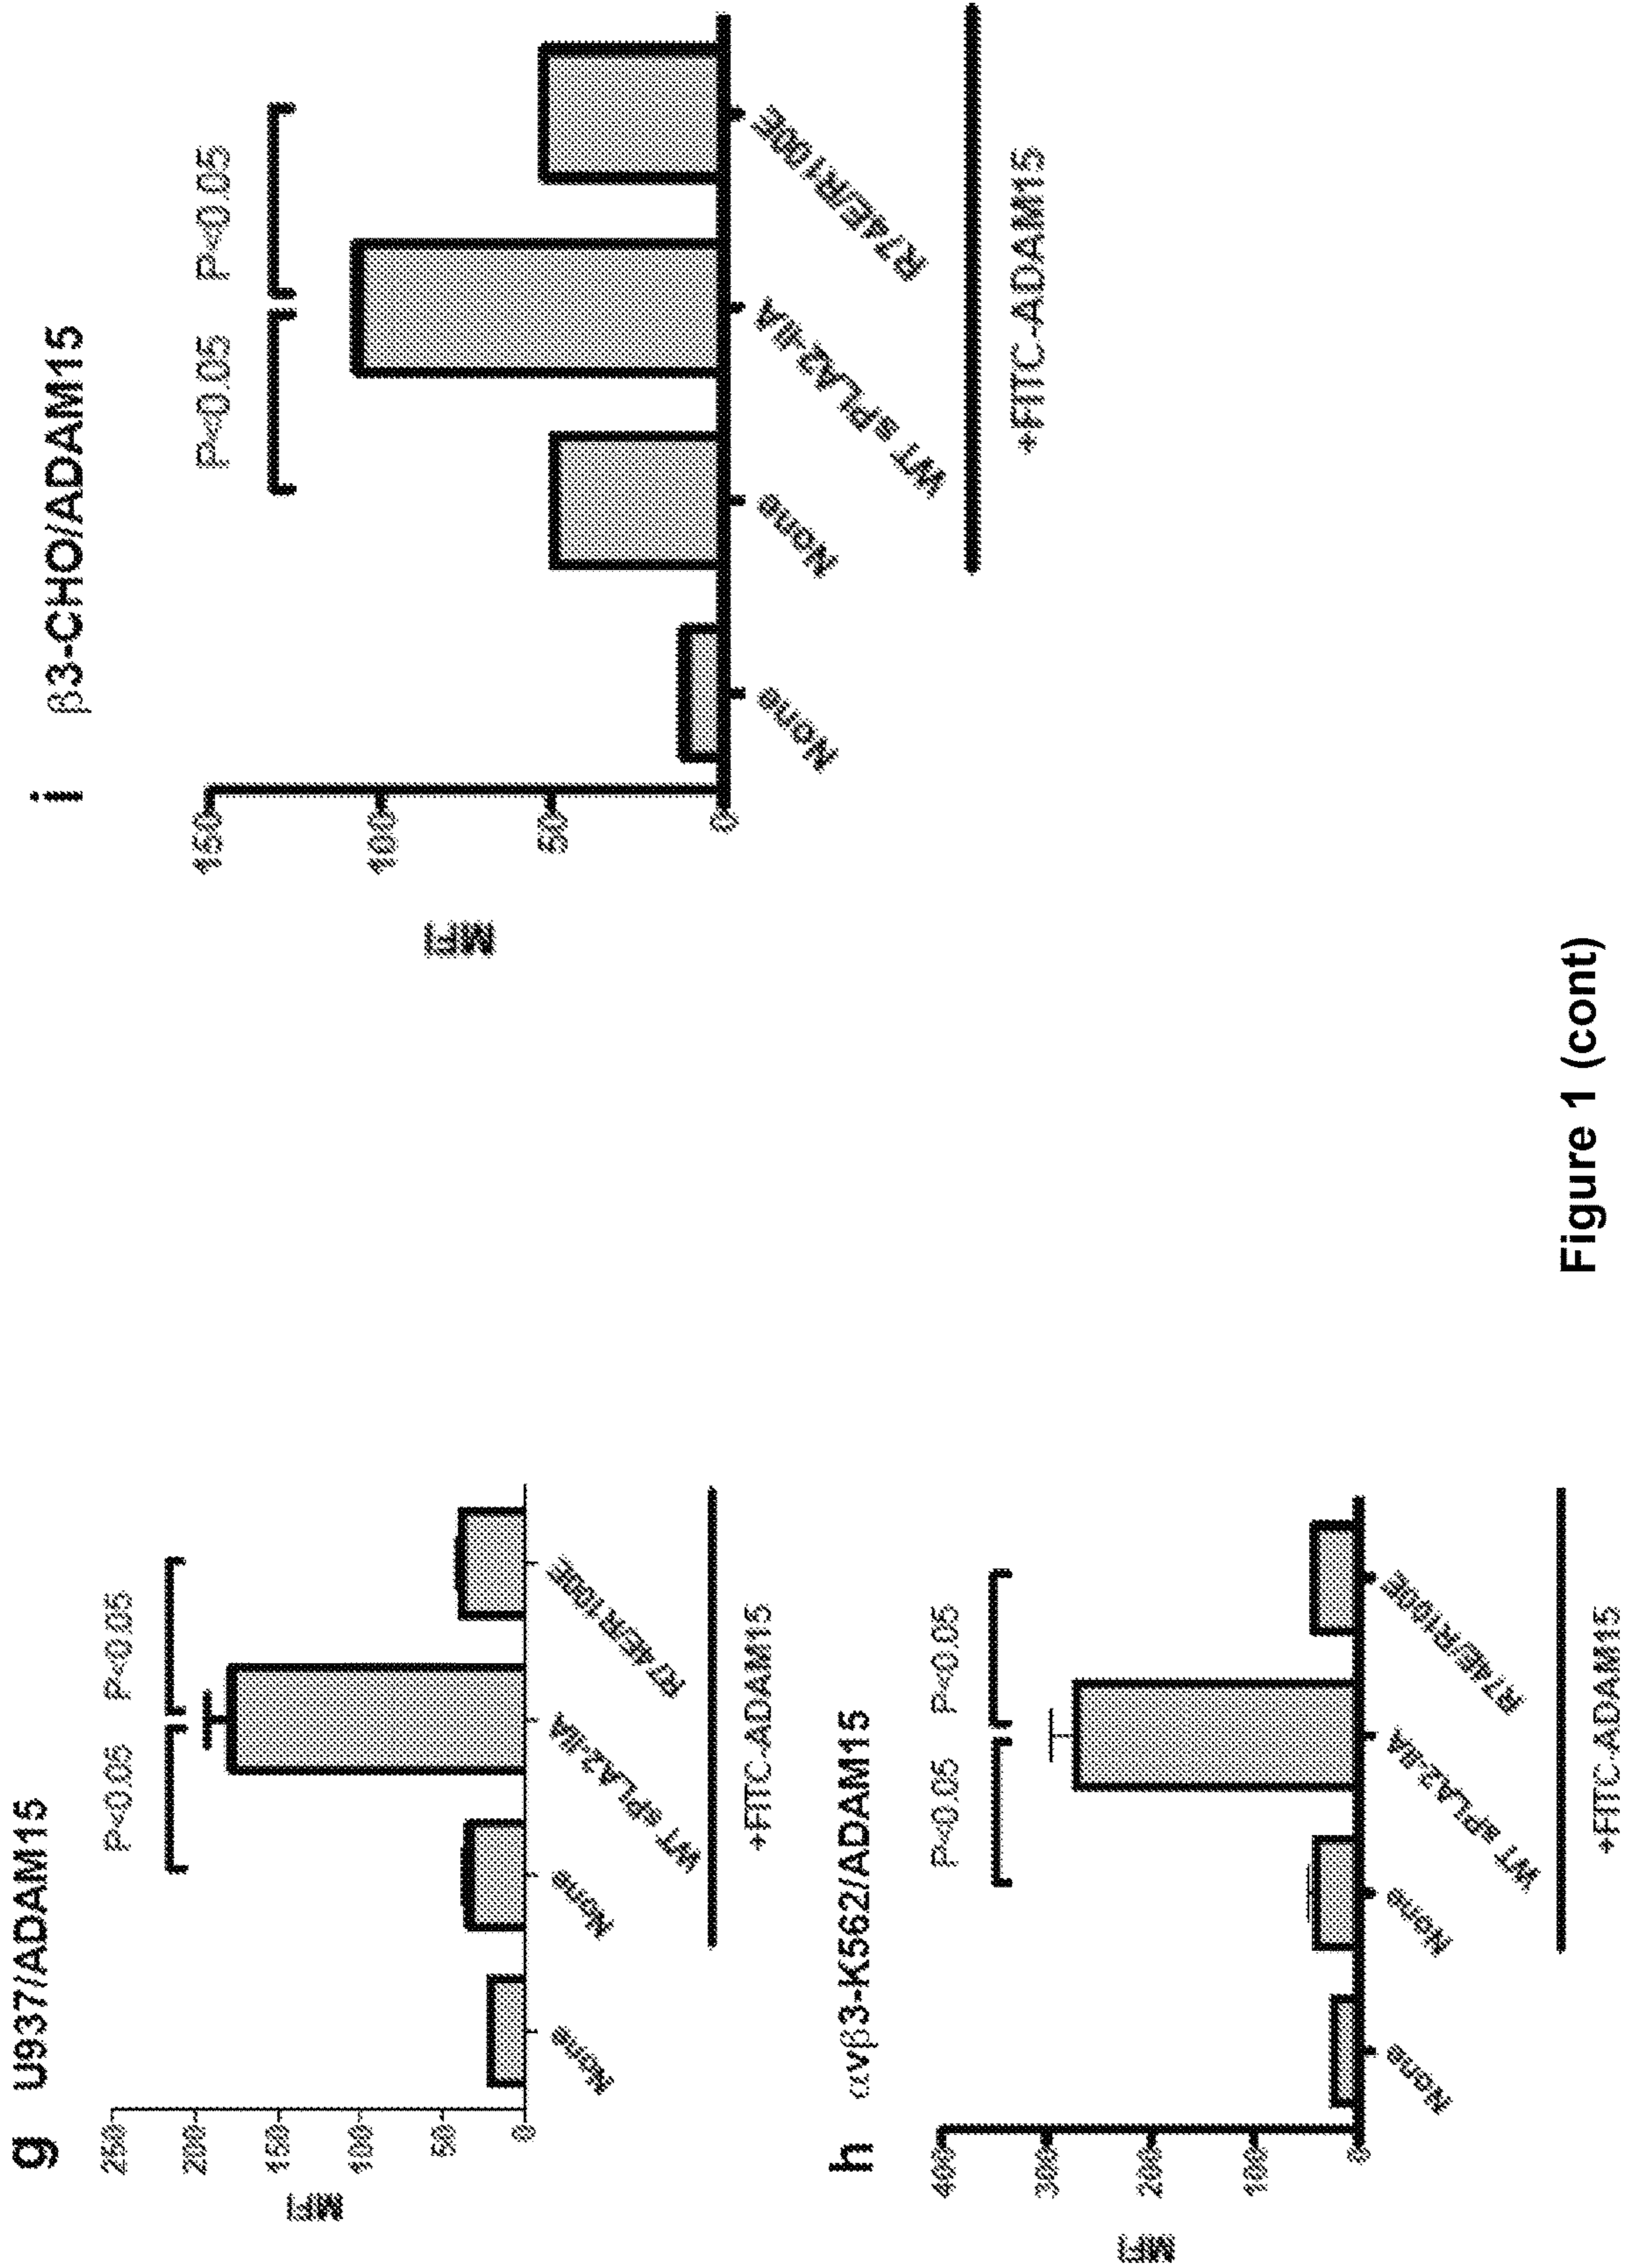 g U937/ADAM15
P<0.05 P<0.05
250
200
150
100
50
0
MFI
None
None
WT sPLA2-IIA
R74E/R100E
+FITC-ADAM15
h αvβ3-K562/ADAM15
P<0.05 P<0.05
400
300
200
100
0
MFI
None
None
WT sPLA2-IIA
R74E/R100E
+FITC-ADAM15
i β3-CHO/ADAM15
P<0.05 P<0.05
150
100
50
0
MFI
None
None
WT sPLA2-IIA
R74E/R100E
+FITC-ADAM15
Figure 1 (cont)